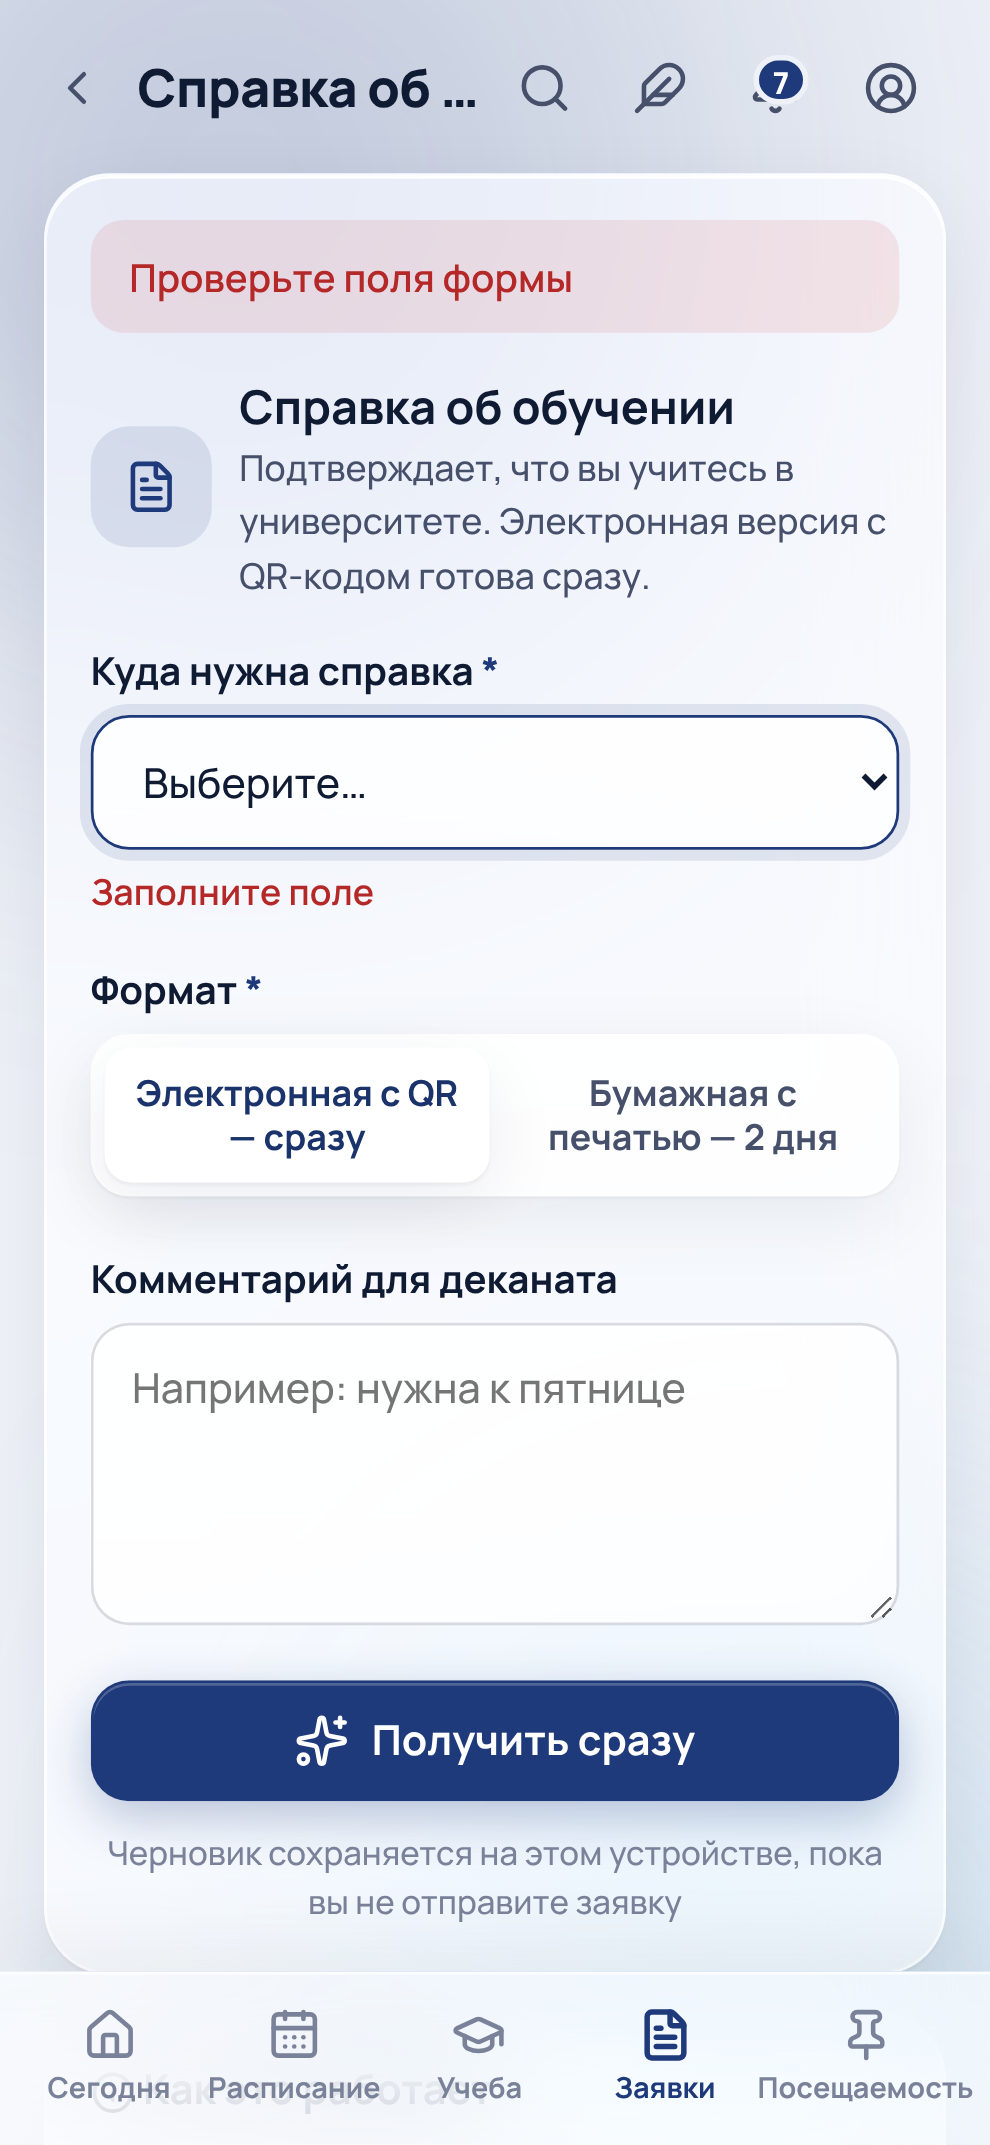 Справка об ...
7
Проверьте поля формы
Справка об обучении
Подтверждает, что вы учитесь в
университете. Электронная версия с
QR-кодом готова сразу.
Куда нужна справка *
Выберите...
Заполните поле
Формат *
Электронная с QR
— сразу
Бумажная с
печатью — 2 дня
Комментарий для деканата
Например: нужна к пятнице
Получить сразу
Черновик сохраняется на этом устройстве, пока
вы не отправите заявку
Как это работает
Сегодня
Расписание
Учеба
Заявки
Посещаемость